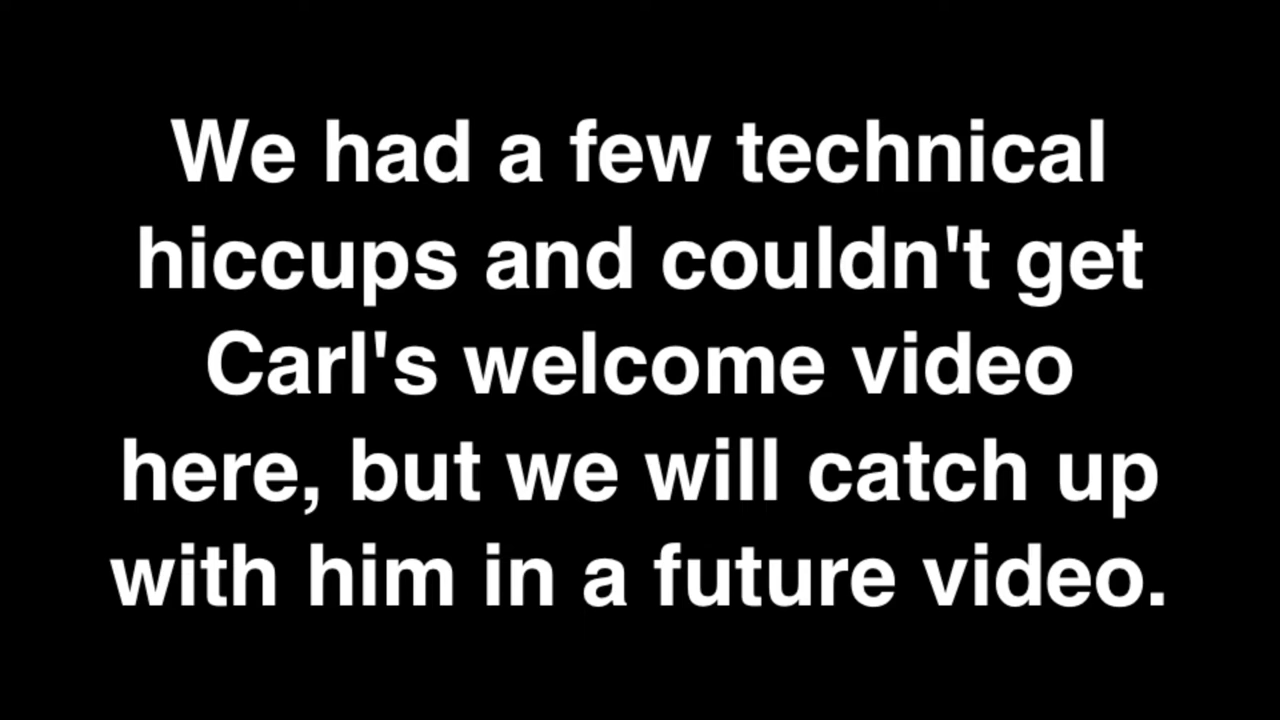 We had a few technical
hiccups and couldn't get
Carl's welcome video
here, but we will catch up
with him in a future video.